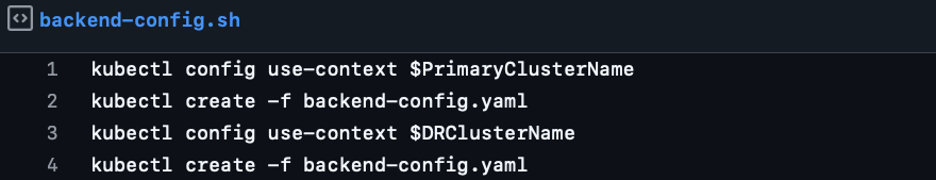 backend-config.sh
1 kubectl config use-context $PrimaryClusterName
2 kubectl create -f backend-config.yaml
3 kubectl config use-context $DRClusterName
4 kubectl create -f backend-config.yaml